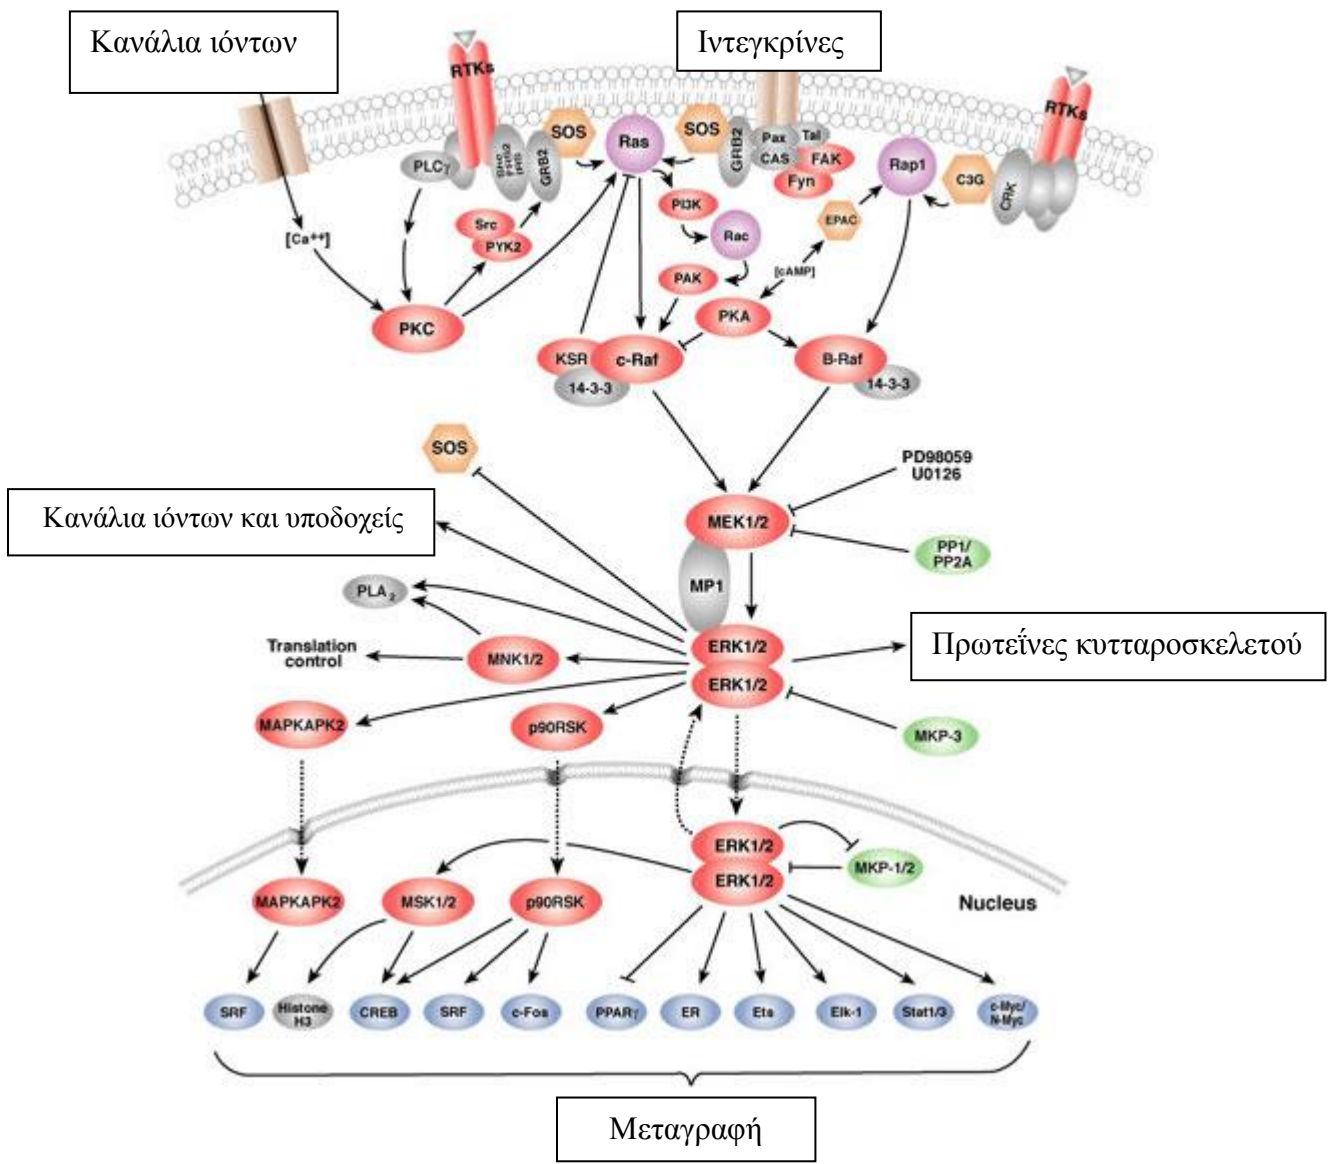 Κανάλια ιόντων
Ιντεγκρίνες
RTKs
RTKs
SOS
Ras
SOS
GRB2
Pax
Tal
CAS
FAK
Fyn
Rap1
C3G
CRK
PLCγ
Shc
FRS2
IRS
GRB2
Src
PYK2
PI3K
Rac
EPAC
[Ca++]
[cAMP]
PAK
PKA
PKC
KSR
c-Raf
14-3-3
B-Raf
14-3-3
SOS
PD98059
U0126
Κανάλια ιόντων και υποδοχείς
MEK1/2
PP1/
PP2A
MP1
PLA2
Translation
control
MNK1/2
ERK1/2
ERK1/2
Πρωτεΐνες κυτταροσκελετού
MAPKAPK2
p90RSK
MKP-3
ERK1/2
ERK1/2
MKP-1/2
Nucleus
MAPKAPK2
MSK1/2
p90RSK
SRF
Histone
H3
CREB
SRF
c-Fos
PPARγ
ER
Ets
Elk-1
Stat1/3
c-Myc/
N-Myc
Μεταγραφή